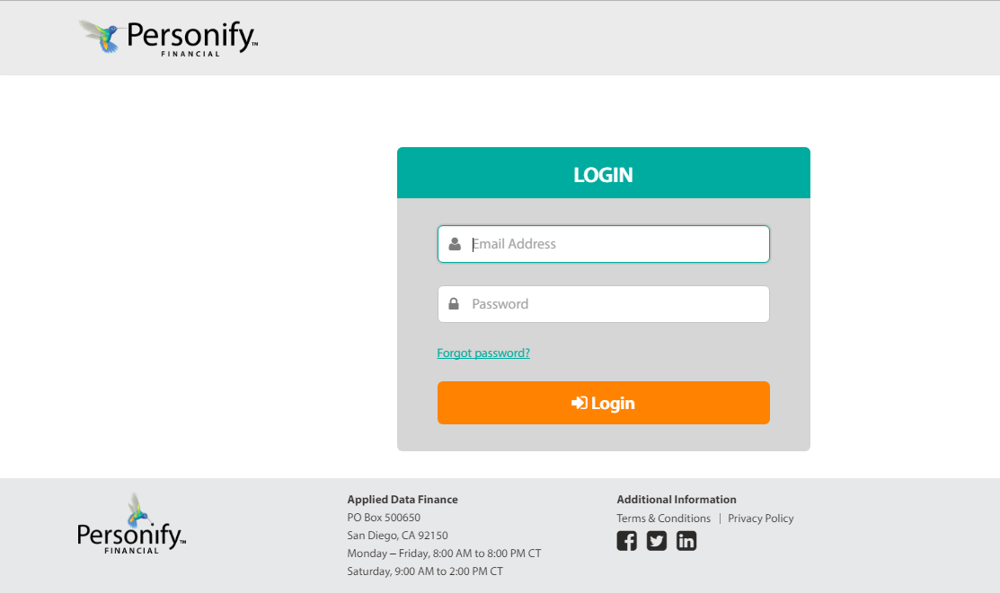 Personify™
FINANCIAL
LOGIN
Email Address
Password
Forgot password?
Login
Personify™
FINANCIAL
Applied Data Finance
PO Box 500650
San Diego, CA 92150
Monday – Friday, 8:00 AM to 8:00 PM CT
Saturday, 9:00 AM to 2:00 PM CT
Additional Information
Terms & Conditions | Privacy Policy